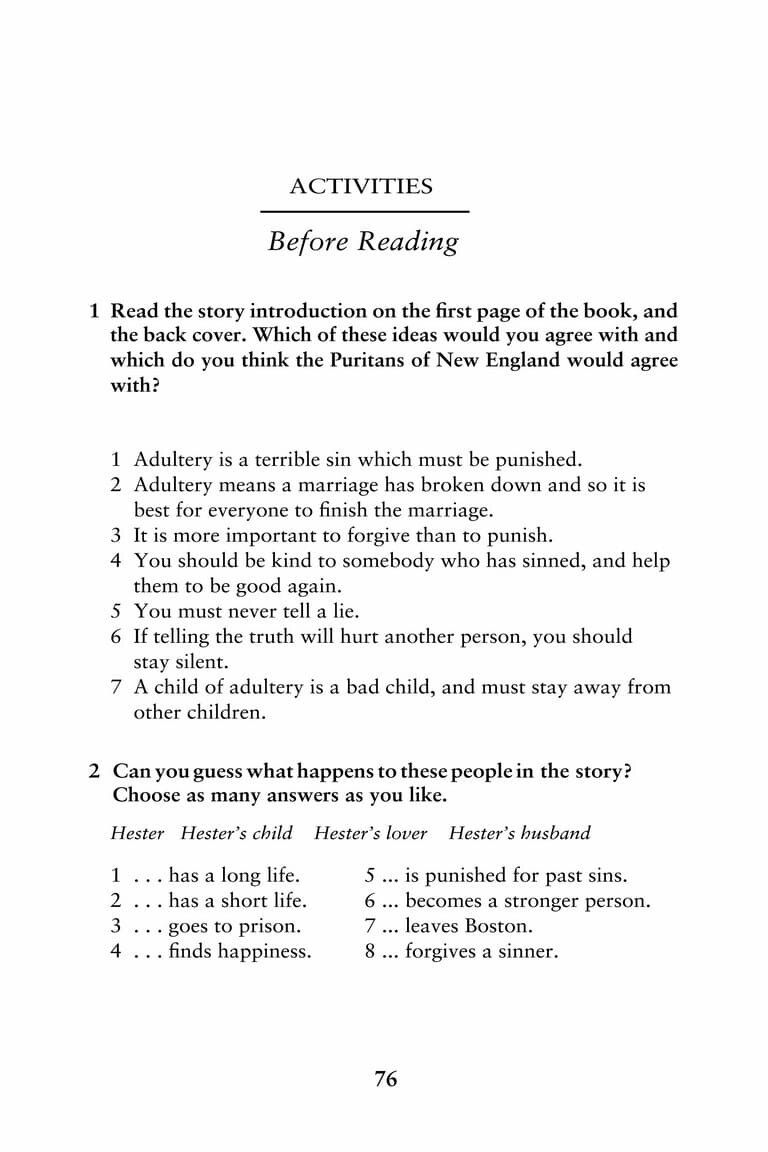 ACTIVITIES
Before Reading
1 Read the story introduction on the first page of the book, and
the back cover. Which of these ideas would you agree with and
which do you think the Puritans of New England would agree
with?
1 Adultery is a terrible sin which must be punished.
2 Adultery means a marriage has broken down and so it is
best for everyone to finish the marriage.
3 It is more important to forgive than to punish.
4 You should be kind to somebody who has sinned, and help
them to be good again.
5 You must never tell a lie.
6 If telling the truth will hurt another person, you should
stay silent.
7 A child of adultery is a bad child, and must stay away from
other children.
2 Can you guess what happens to these people in the story?
Choose as many answers as you like.
Hester Hester's child Hester's lover Hester's husband
1 . . . has a long life.
2 . . . has a short life.
3 . . . goes to prison.
4 . . . finds happiness.
5 ... is punished for past sins.
6 ... becomes a stronger person.
7 ... leaves Boston.
8 ... forgives a sinner.
76